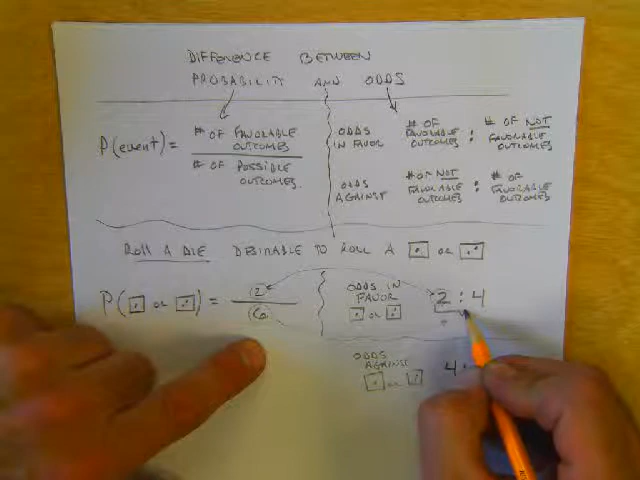 DIFFERENCE BETWEEN
PROBABILITY AND ODDS
P(event) = # OF FAVORABLE OUTCOMES
# OF POSSIBLE OUTCOMES
ODDS IN FAVOR # OF FAVORABLE OUTCOMES : # OF NOT FAVORABLE OUTCOMES
ODDS AGAINST # OF NOT FAVORABLE OUTCOMES : # OF FAVORABLE OUTCOMES
ROLL A DIE DESIRABLE TO ROLL A OR
P( OR ) = 2
6
ODDS IN FAVOR
OR
2 : 4
ODDS AGAINST
OR
4 :